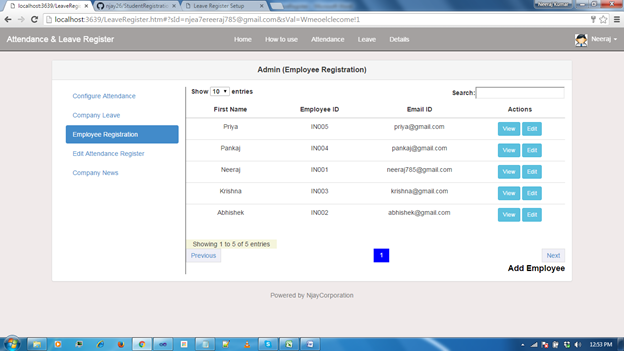 localhost:3639/LeaveReg
njay26/StudentRegistratio
Leave Register Setup
Neeraj Kumar
localhost:3639/LeaveRegister.htm#?sId=njea7ereeraj785@gmail.com&sVal=Wmeoelclecome!1
Attendance & Leave Register
Home
How to use
Attendance
Leave
Details
Neeraj
Admin (Employee Registration)
Configure Attendance
Company Leave
Employee Registration
Edit Attendance Register
Company News
Show 10 entries
Search:
First Name Employee ID Email ID Actions
Priya IN005 priya@gmail.com View Edit
Pankaj IN004 pankaj@gmail.com View Edit
Neeraj IN001 neeraj785@gmail.com View Edit
Krishna IN003 krishna@gmail.com View Edit
Abhishek IN002 abhishek@gmail.com View Edit
Showing 1 to 5 of 5 entries
Previous
1
Next
Add Employee
Powered by NjayCorporation
12:53 PM